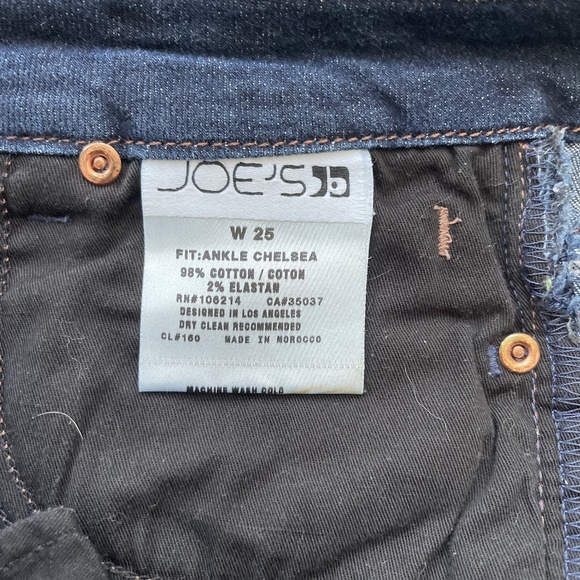 JOE'S
W 25
FIT:ANKLE CHELSEA
98% COTTON / COTON
2% ELASTAN
RN#106214 CA#35037
DESIGNED IN LOS ANGELES
DRY CLEAN RECOMMENDED
CL#160 MADE IN MOROCCO
MACHINE WASH COLD